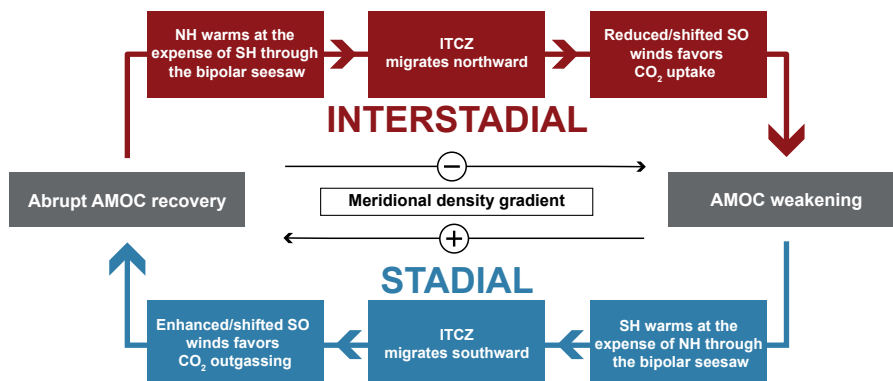 NH warms at the
expense of SH through
the bipolar seesaw
ITCZ
migrates northward
Reduced/shifted SO
winds favors
CO₂ uptake
INTERSTADIAL
−
Abrupt AMOC recovery
Meridional density gradient
AMOC weakening
+
STADIAL
Enhanced/shifted SO
winds favors
CO₂ outgassing
ITCZ
migrates southward
SH warms at the
expense of NH through
the bipolar seesaw